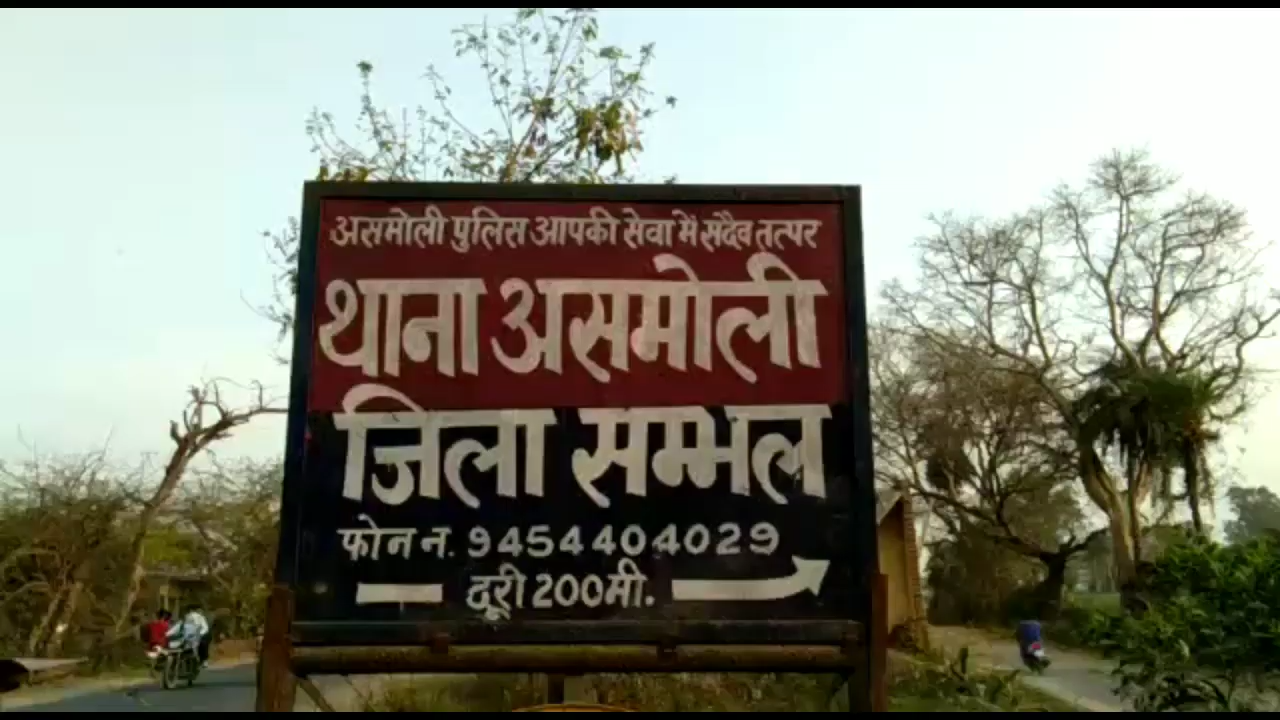 असमोली पुलिस आपकी सेवा में सदैव तत्पर
थाना असमोली
जिला सम्भल
फोन न. 9454404029
दूरी 200मी.